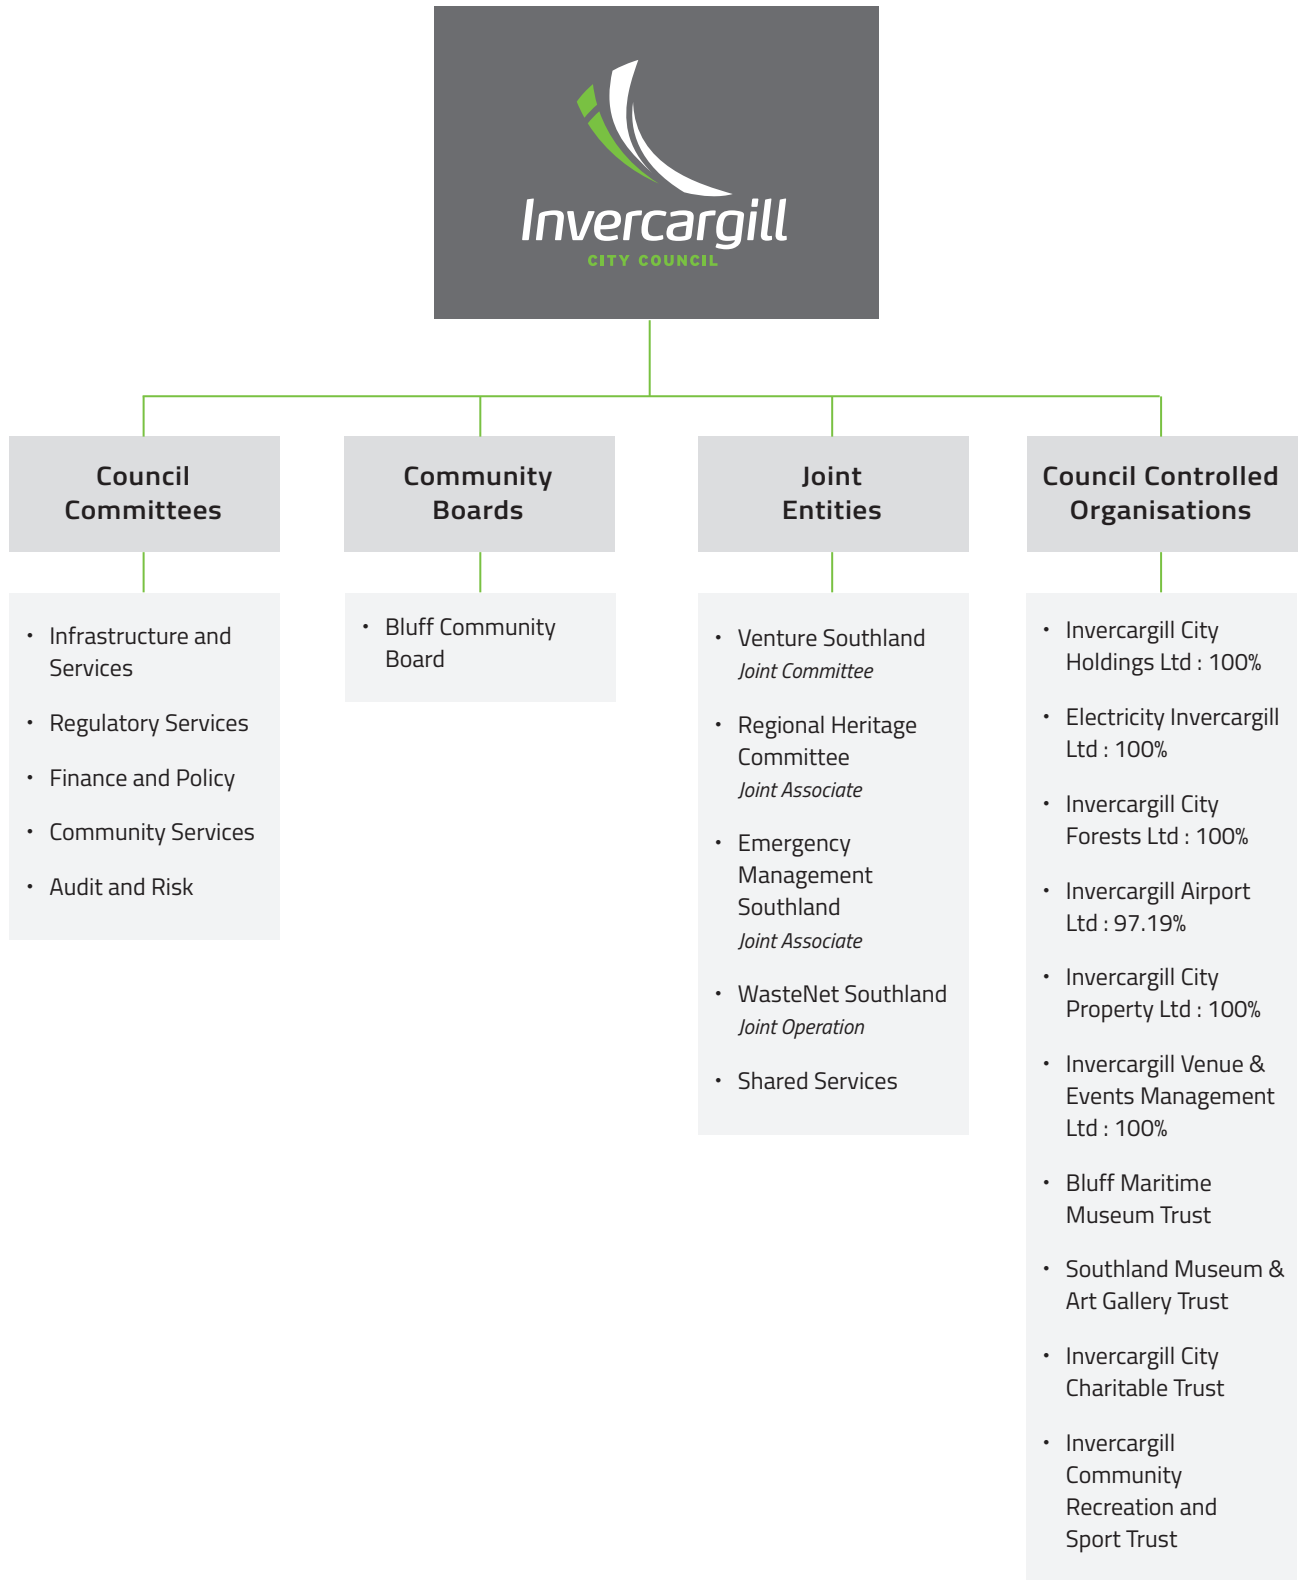 Invercargill
CITY COUNCIL
Council
Committees
• Infrastructure and
Services
• Regulatory Services
• Finance and Policy
• Community Services
• Audit and Risk
Community
Boards
• Bluff Community
Board
Joint
Entities
• Venture Southland
Joint Committee
• Regional Heritage
Committee
Joint Associate
• Emergency
Management
Southland
Joint Associate
• WasteNet Southland
Joint Operation
• Shared Services
Council Controlled
Organisations
• Invercargill City
Holdings Ltd : 100%
• Electricity Invercargill
Ltd : 100%
• Invercargill City
Forests Ltd : 100%
• Invercargill Airport
Ltd : 97.19%
• Invercargill City
Property Ltd : 100%
• Invercargill Venue &
Events Management
Ltd : 100%
• Bluff Maritime
Museum Trust
• Southland Museum &
Art Gallery Trust
• Invercargill City
Charitable Trust
• Invercargill
Community
Recreation and
Sport Trust